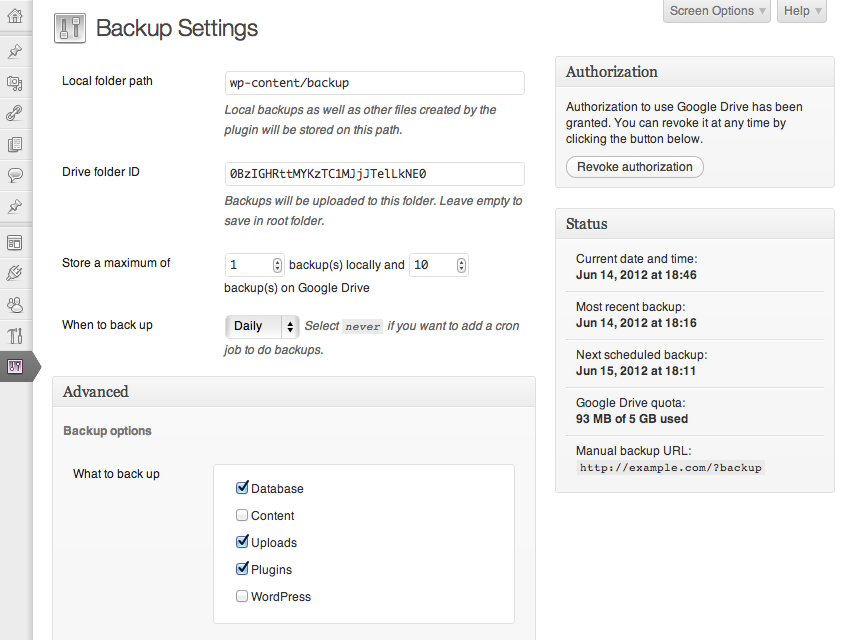 Screen Options
Help
Backup Settings
Local folder path
wp-content/backup
Local backups as well as other files created by the
plugin will be stored on this path.
Drive folder ID
0BzIGHRttMYKzTC1MJjJTelLkNE0
Backups will be uploaded to this folder. Leave empty to
save in root folder.
Store a maximum of
1 backup(s) locally and 10
backup(s) on Google Drive
When to back up
Daily Select never if you want to add a cron
job to do backups.
Advanced
Backup options
What to back up
Database
Content
Uploads
Plugins
WordPress
Authorization
Authorization to use Google Drive has been
granted. You can revoke it at any time by
clicking the button below.
Revoke authorization
Status
Current date and time:
Jun 14, 2012 at 18:46
Most recent backup:
Jun 14, 2012 at 18:16
Next scheduled backup:
Jun 15, 2012 at 18:11
Google Drive quota:
93 MB of 5 GB used
Manual backup URL:
http://example.com/?backup